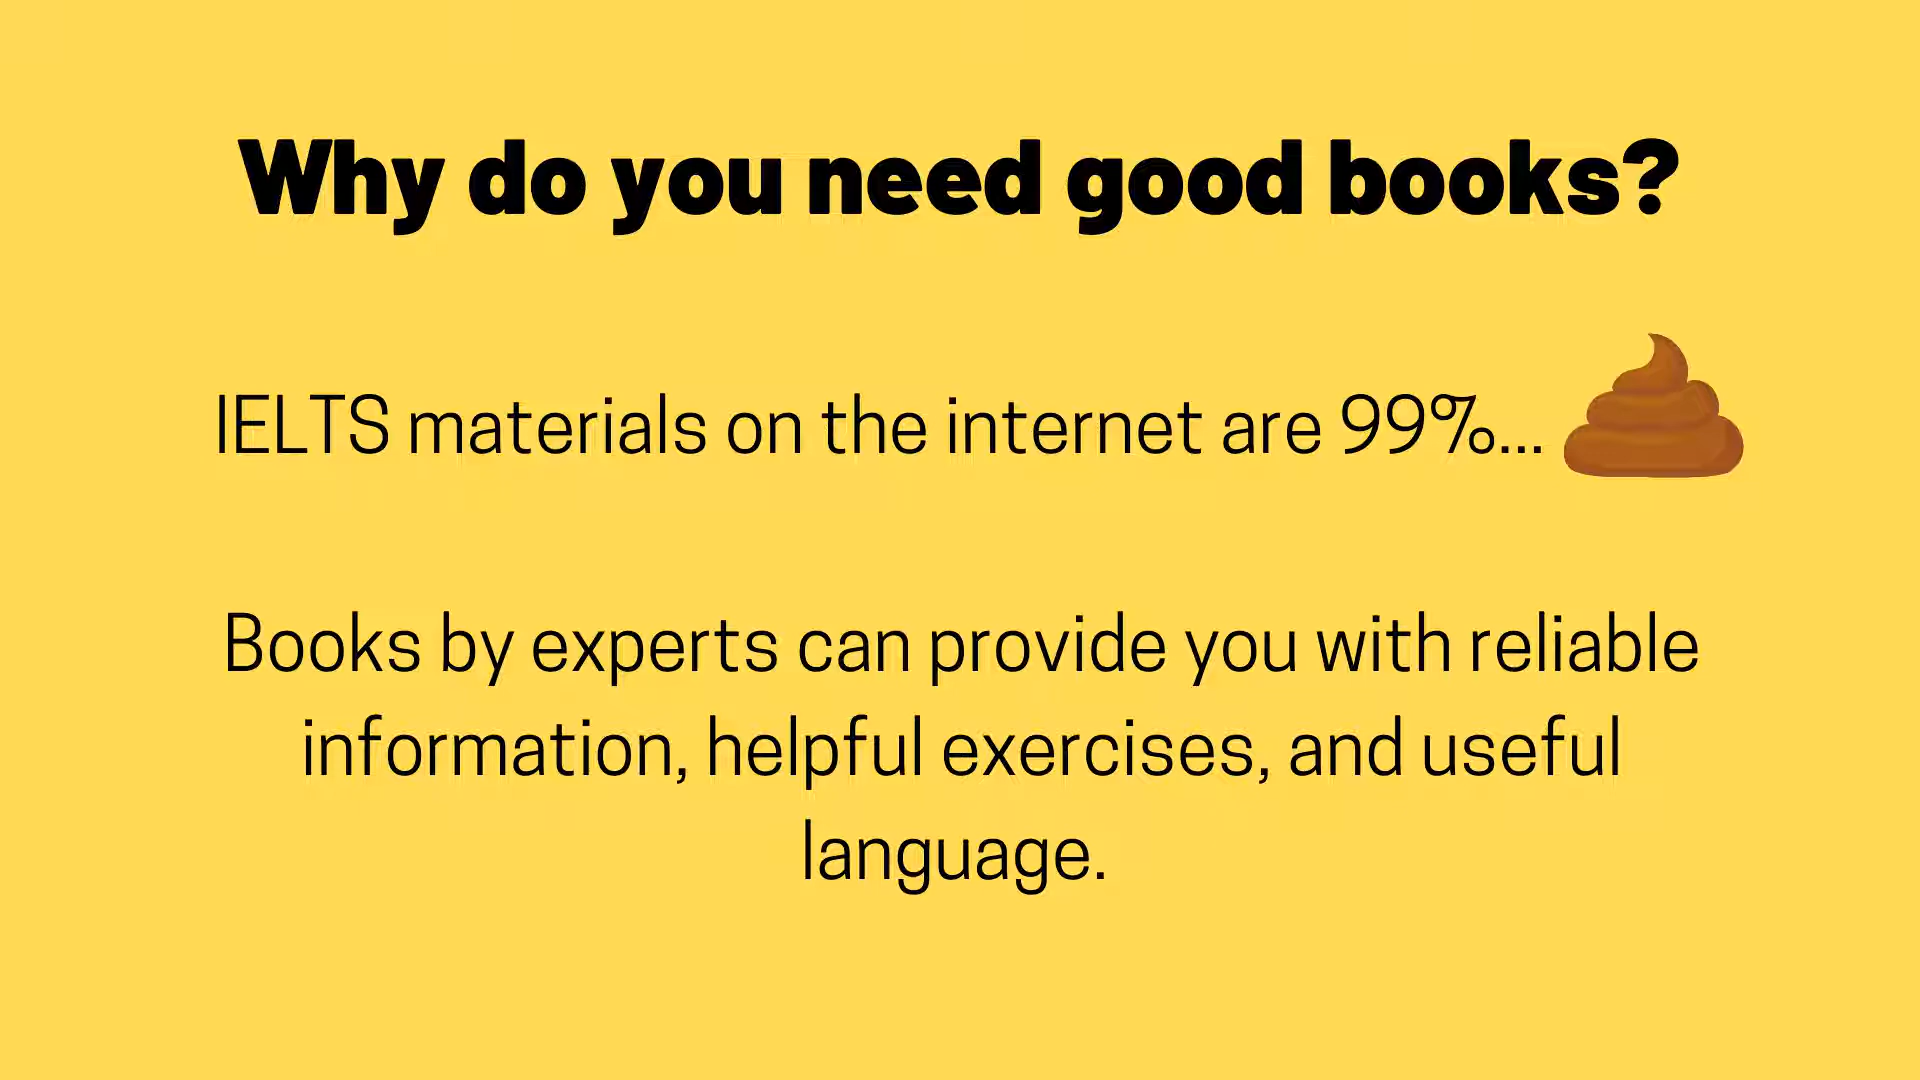 Why do you need good books?
IELTS materials on the internet are 99%...
Books by experts can provide you with reliable
information, helpful exercises, and useful
language.